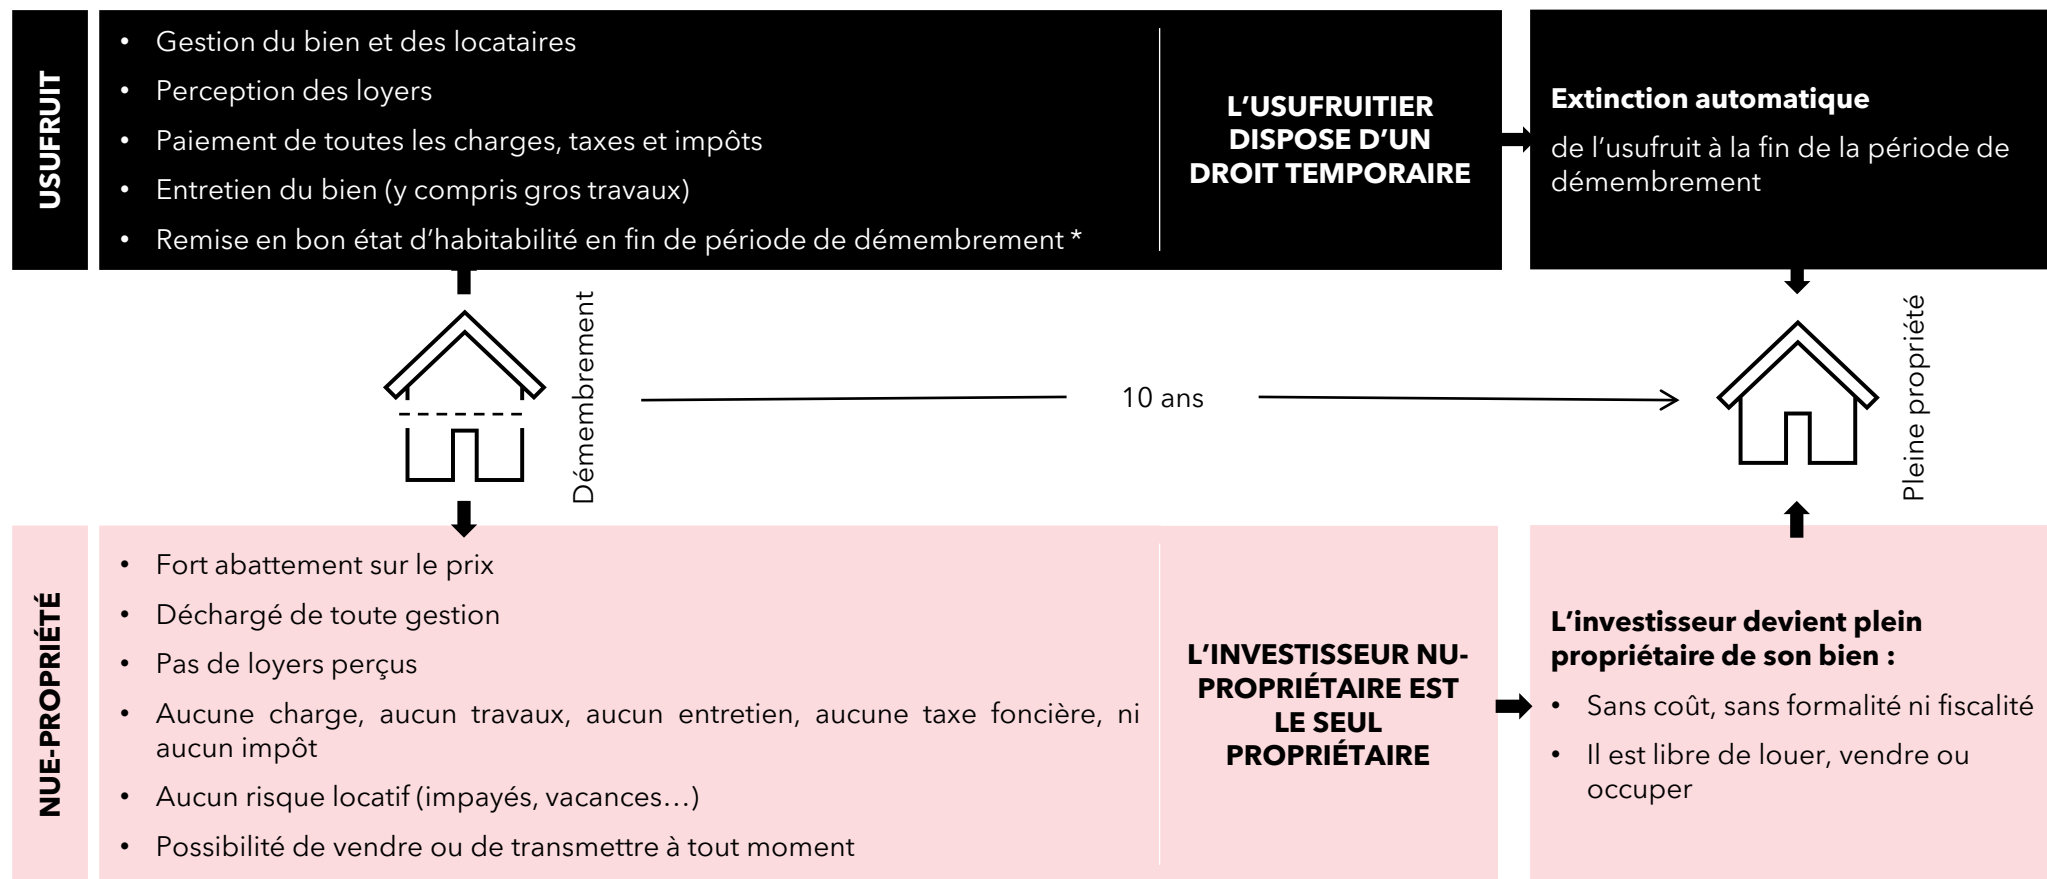 USUFRUIT
• Gestion du bien et des locataires
• Perception des loyers
• Paiement de toutes les charges, taxes et impôts
• Entretien du bien (y compris gros travaux)
• Remise en bon état d’habitabilité en fin de période de démembrement *
L’USUFRUITIER
DISPOSE D’UN
DROIT TEMPORAIRE
Extinction automatique
de l’usufruit à la fin de la période de
démembrement
Démembrement
10 ans
Pleine propriété
NUE-PROPRIÉTÉ
• Fort abattement sur le prix
• Déchargé de toute gestion
• Pas de loyers perçus
• Aucune charge, aucun travaux, aucun entretien, aucune taxe foncière, ni
aucun impôt
• Aucun risque locatif (impayés, vacances…)
• Possibilité de vendre ou de transmettre à tout moment
L’INVESTISSEUR NU-
PROPRIÉTAIRE EST
LE SEUL
PROPRIÉTAIRE
L’investisseur devient plein
propriétaire de son bien :
• Sans coût, sans formalité ni fiscalité
• Il est libre de louer, vendre ou
occuper